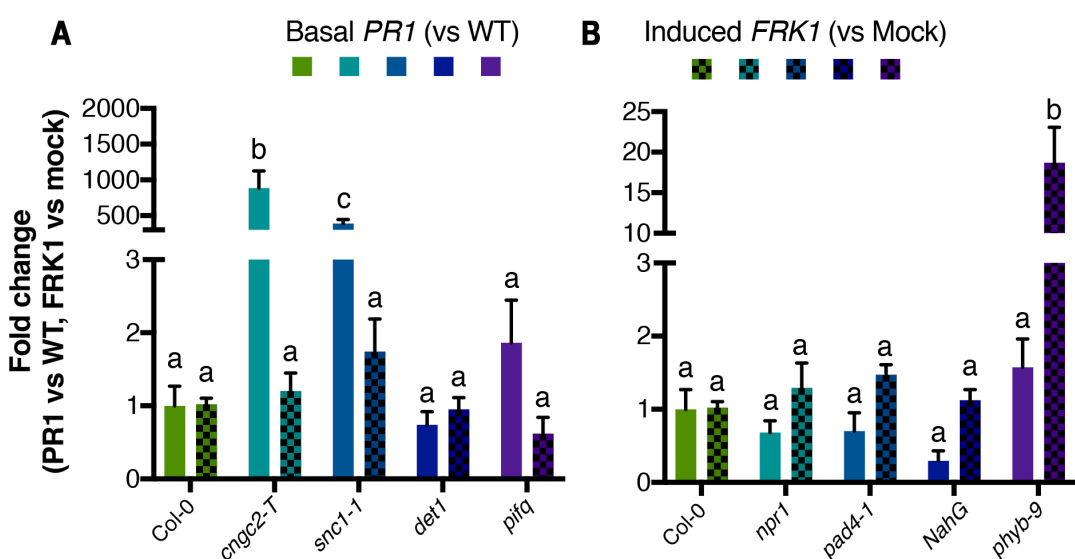 A
Basal PR1 (vs WT)
B
Induced FRK1 (vs Mock)
Fold change
(PR1 vs WT, FRK1 vs mock)
2000
1500
1000
500
3
2
1
0
a
a
b
a
c
a
a
a
a
a
Col-0
cngc2-T
snc1-1
det1
pifq
25
20
15
10
3
2
1
0
a
a
a
a
a
a
a
a
a
b
Col-0
npr1
pad4-1
NahG
phyb-9